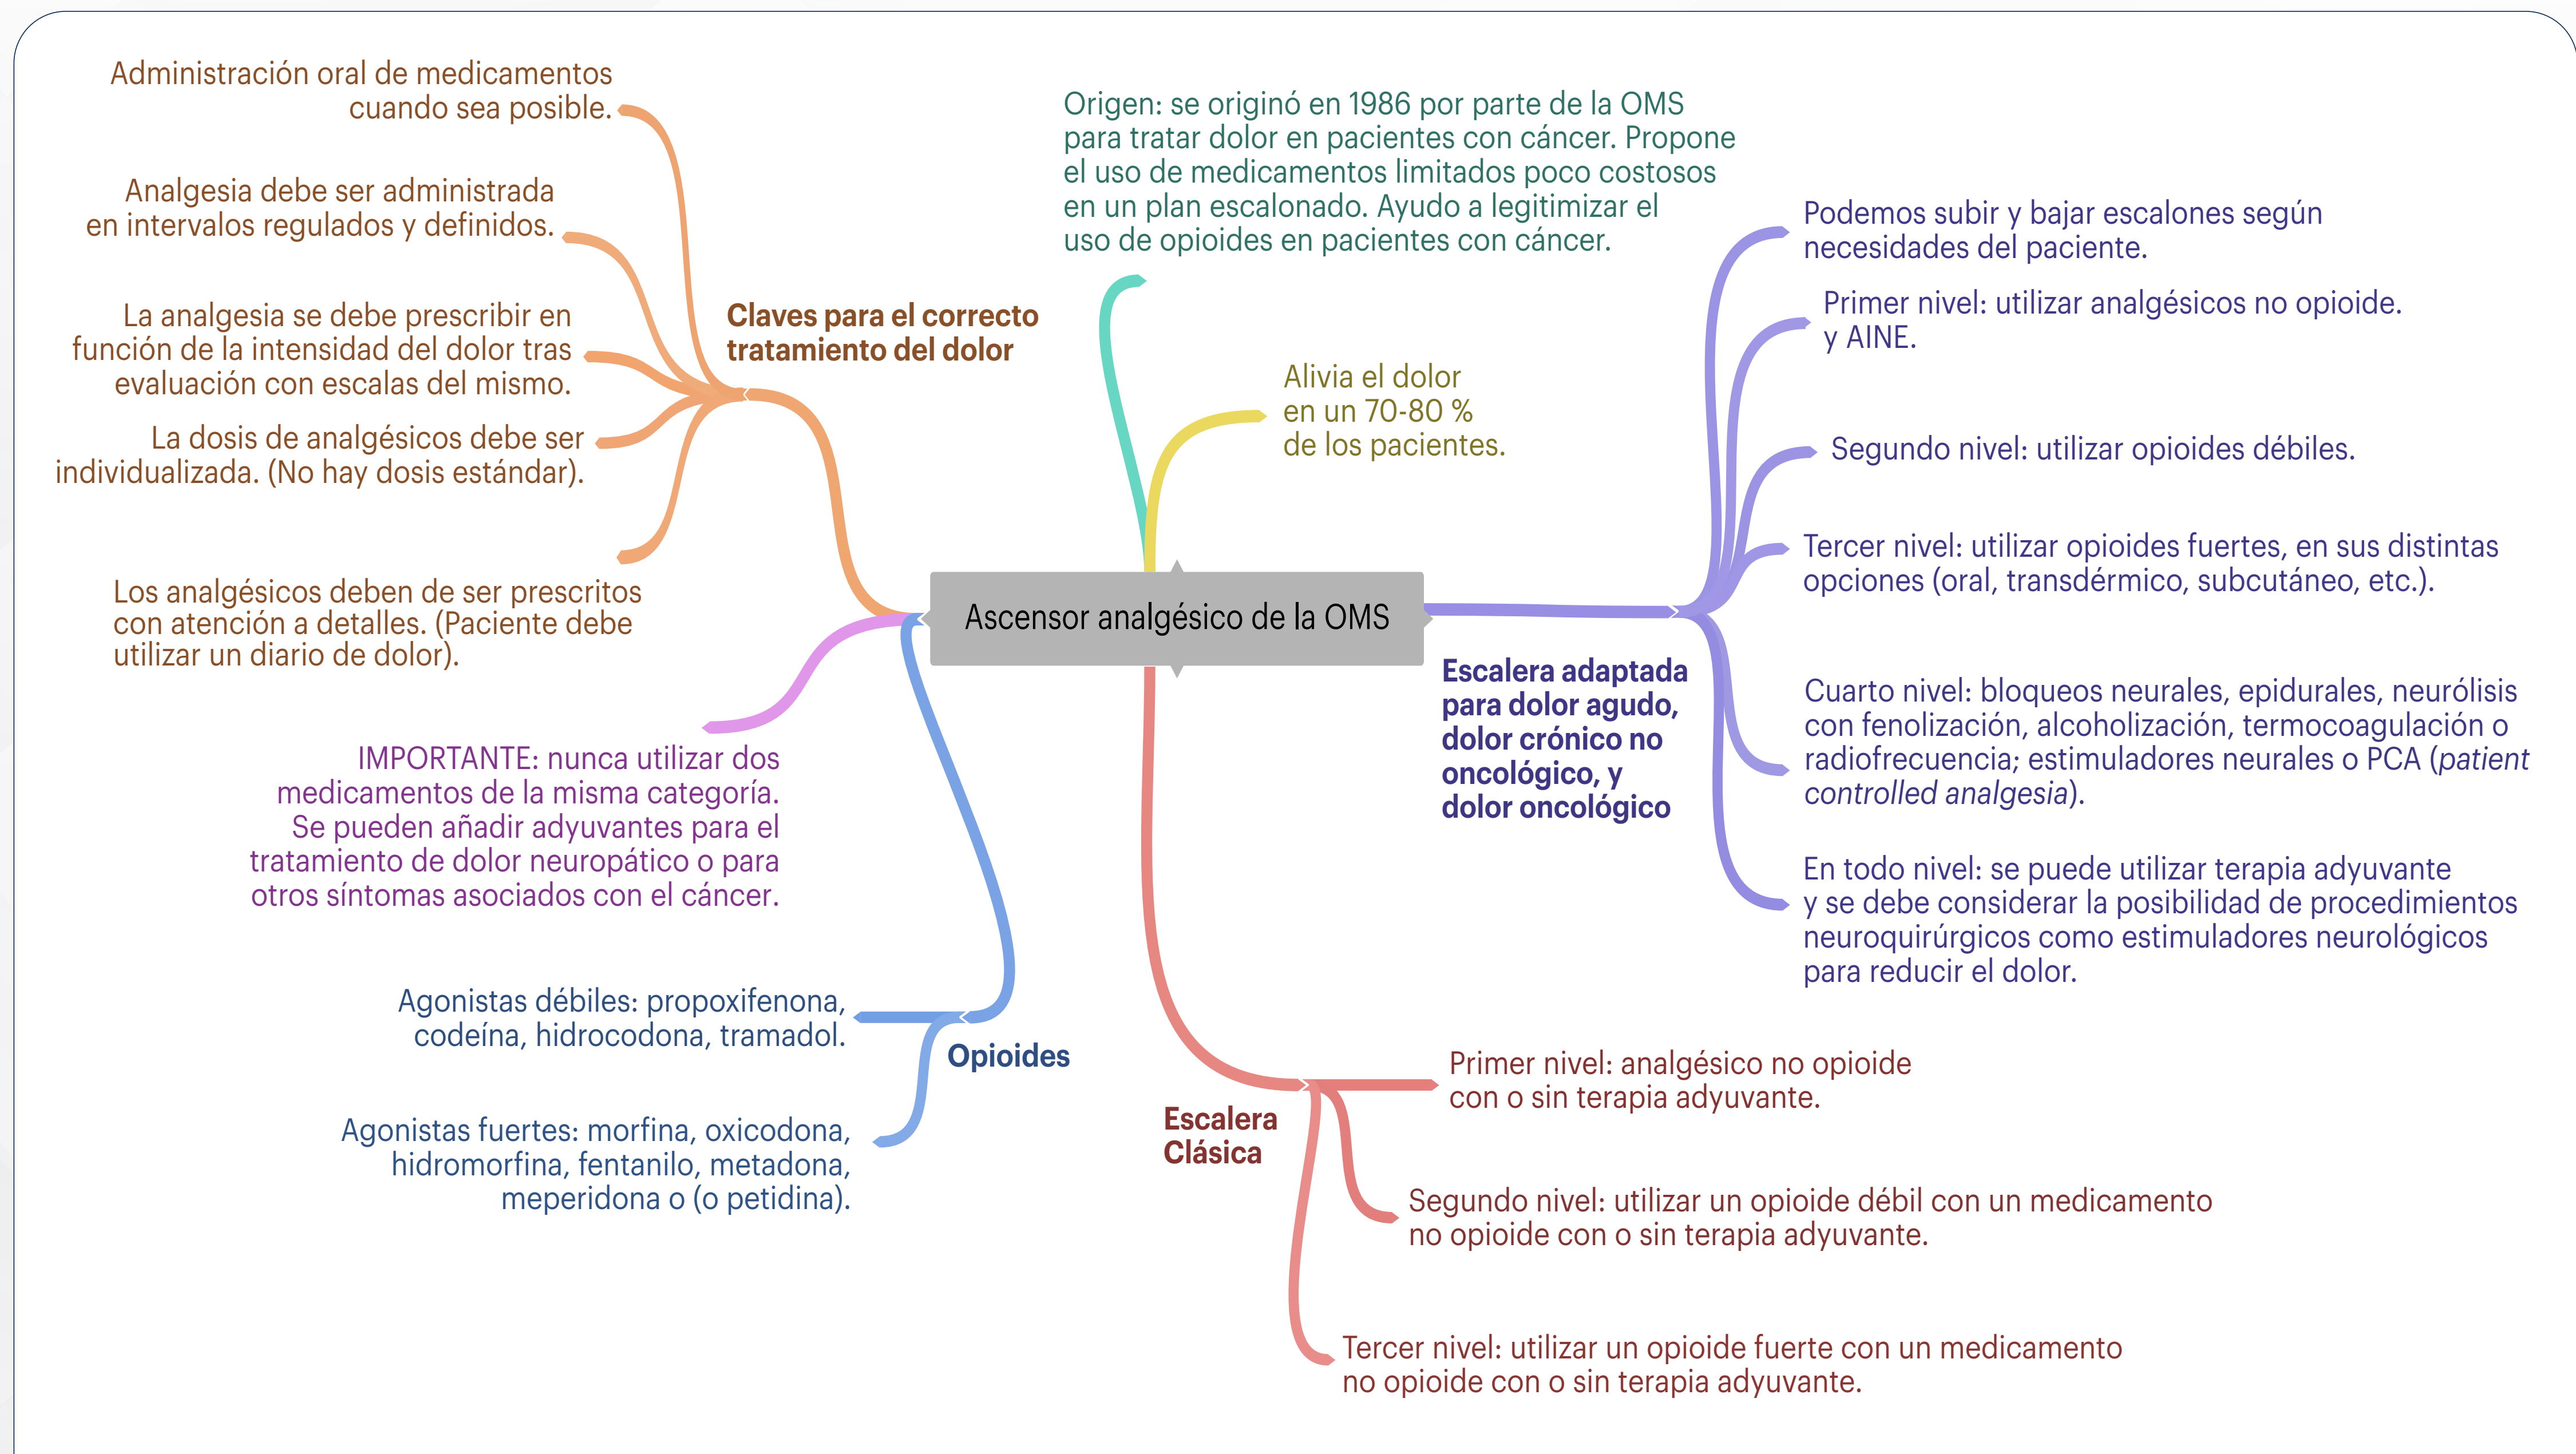 Administración oral de medicamentos
cuando sea posible.
Analgesia debe ser administrada
en intervalos regulados y definidos.
La analgesia se debe prescribir en
función de la intensidad del dolor tras
evaluación con escalas del mismo.
La dosis de analgésicos debe ser
individualizada. (No hay dosis estándar).
Los analgésicos deben de ser prescritos
con atención a detalles. (Paciente debe
utilizar un diario de dolor).
Claves para el correcto
tratamiento del dolor
Origen: se originó en 1986 por parte de la OMS
para tratar dolor en pacientes con cáncer. Propone
el uso de medicamentos limitados poco costosos
en un plan escalonado. Ayudo a legitimizar el
uso de opioides en pacientes con cáncer.
Alivia el dolor
en un 70-80 %
de los pacientes.
Ascensor analgésico de la OMS
Podemos subir y bajar escalones según
necesidades del paciente.
Primer nivel: utilizar analgésicos no opioide.
y AINE.
Segundo nivel: utilizar opioides débiles.
Tercer nivel: utilizar opioides fuertes, en sus distintas
opciones (oral, transdérmico, subcutáneo, etc.).
Escalera adaptada
para dolor agudo,
dolor crónico no
oncológico, y
dolor oncológico
Cuarto nivel: bloqueos neurales, epidurales, neurólisis
con fenolización, alcoholización, termocoagulación o
radiofrecuencia; estimuladores neurales o PCA (patient
controlled analgesia).
En todo nivel: se puede utilizar terapia adyuvante
y se debe considerar la posibilidad de procedimientos
neuroquirúrgicos como estimuladores neurológicos
para reducir el dolor.
IMPORTANTE: nunca utilizar dos
medicamentos de la misma categoría.
Se pueden añadir adyuvantes para el
tratamiento de dolor neuropático o para
otros síntomas asociados con el cáncer.
Agonistas débiles: propoxifenona,
codeína, hidrocodona, tramadol.
Opioides
Agonistas fuertes: morfina, oxicodona,
hidromorfina, fentanilo, metadona,
meperidona o (o petidina).
Escalera
Clásica
Primer nivel: analgésico no opioide
con o sin terapia adyuvante.
Segundo nivel: utilizar un opioide débil con un medicamento
no opioide con o sin terapia adyuvante.
Tercer nivel: utilizar un opioide fuerte con un medicamento
no opioide con o sin terapia adyuvante.